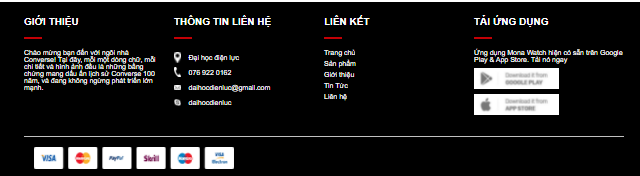 GIỚI THIỆU
Chào mừng bạn đến với ngôi nhà
Converse! Tại đây, mỗi một dòng chữ, mỗi
chi tiết và hình ảnh đều là những bằng
chứng mang dấu ấn lịch sử Converse 100
năm, và đang không ngừng phát triển lớn
mạnh.
THÔNG TIN LIÊN HỆ
Đại học điện lực
076 922 0162
daihocdienluc@gmail.com
daihocdienluc
LIÊN KẾT
Trang chủ
Sản phẩm
Giới thiệu
Tin Tức
Liên hệ
TẢI ỨNG DỤNG
Ứng dụng Mona Watch hiện có sẵn trên Google
Play & App Store. Tải nó ngay
Download it from
GOOGLE PLAY
Download it from
APP STORE
VISA
MasterCard
PayPal
Skrill
Maestro
VISA
Electron